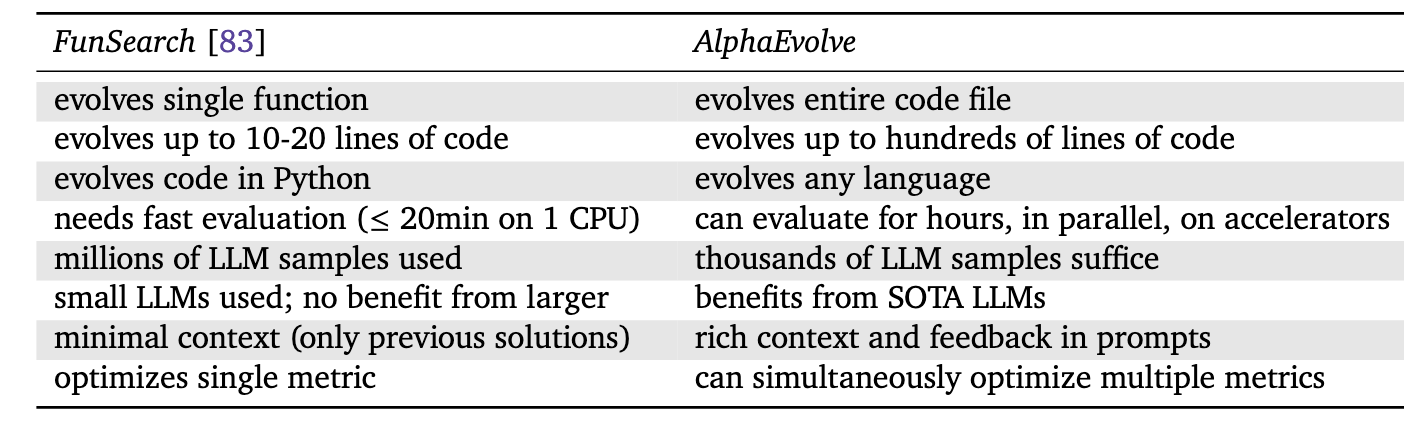 FunSearch [83] AlphaEvolve
evolves single function evolves entire code file
evolves up to 10-20 lines of code evolves up to hundreds of lines of code
evolves code in Python evolves any language
needs fast evaluation (≤ 20min on 1 CPU) can evaluate for hours, in parallel, on accelerators
millions of LLM samples used thousands of LLM samples suffice
small LLMs used; no benefit from larger benefits from SOTA LLMs
minimal context (only previous solutions) rich context and feedback in prompts
optimizes single metric can simultaneously optimize multiple metrics